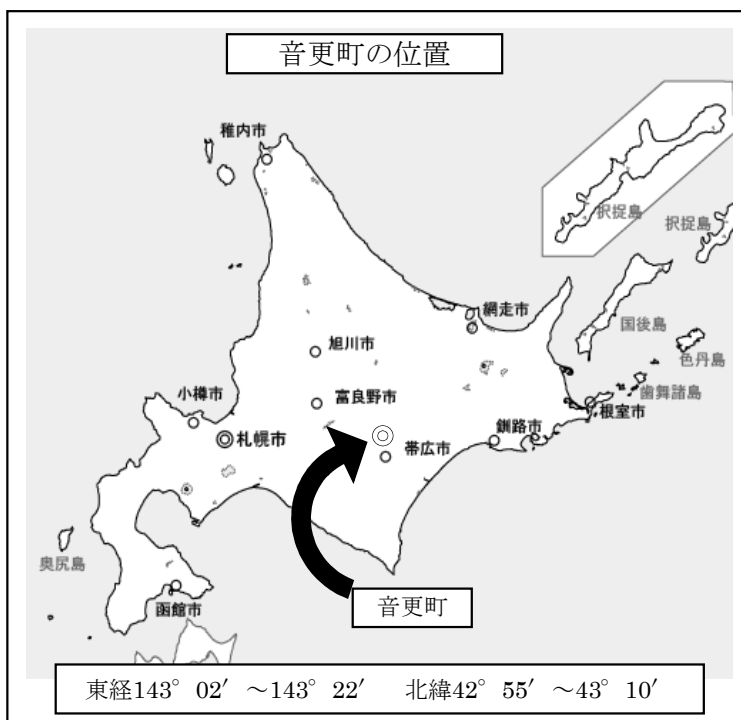 音更町の位置
稚内市
択捉島
択捉島
網走市
国後島
旭川市
色丹島
小樽市
富良野市
歯舞諸島
根室市
札幌市
釧路市
帯広市
奥尻島
函館市
音更町
東経143°02′～143°22′　北緯42°55′～43°10′